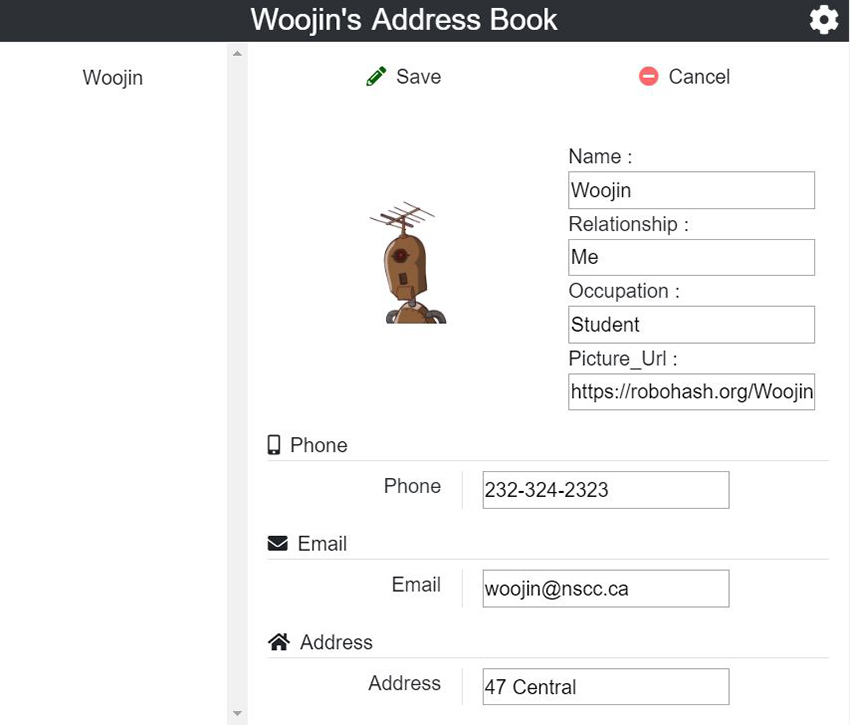 Woojin's Address Book
Woojin
Save
Cancel
Name :
Woojin
Relationship :
Me
Occupation :
Student
Picture_Url :
https://robohash.org/Woojin
Phone
Phone
232-324-2323
Email
Email
woojin@nscc.ca
Address
Address
47 Central